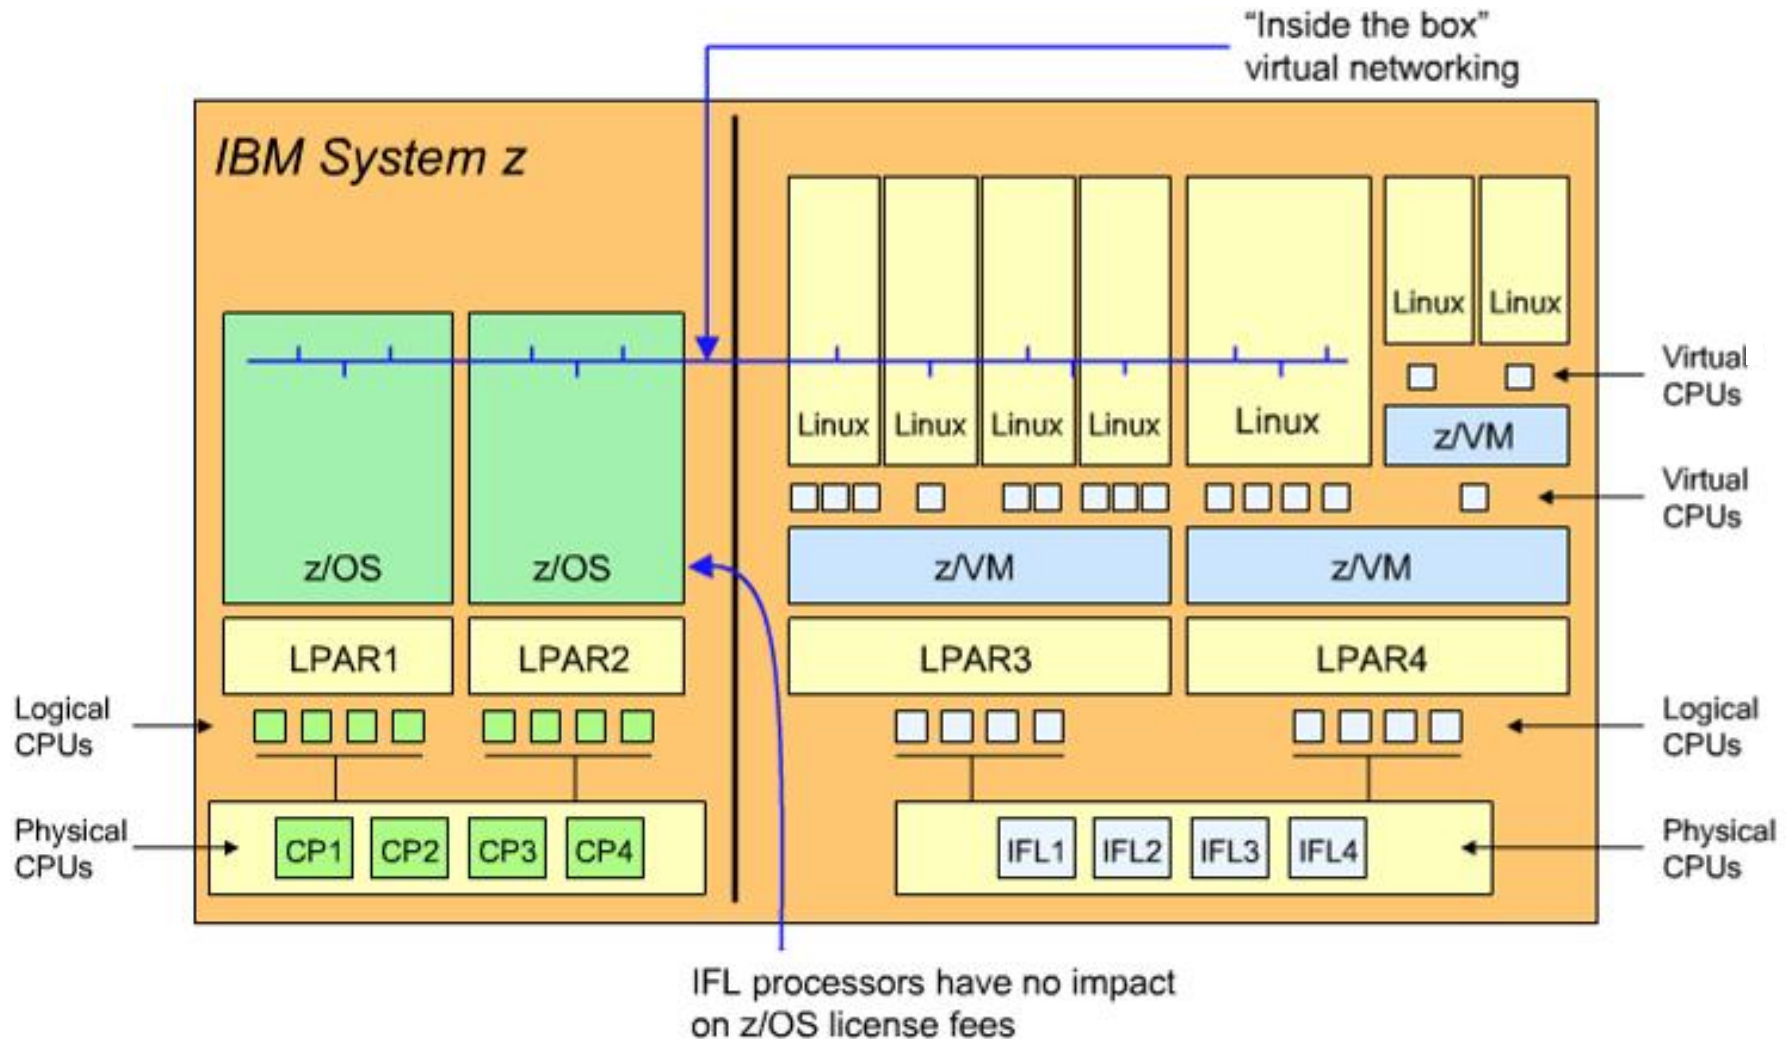 “Inside the box”
virtual networking
IBM System z
Linux Linux
Virtual
CPUs
Linux Linux Linux Linux Linux
z/VM
Virtual
CPUs
z/OS z/OS z/VM z/VM
LPAR1 LPAR2 LPAR3 LPAR4
Logical
CPUs
Logical
CPUs
Physical
CPUs
CP1 CP2 CP3 CP4
IFL1 IFL2 IFL3 IFL4
Physical
CPUs
IFL processors have no impact
on z/OS license fees